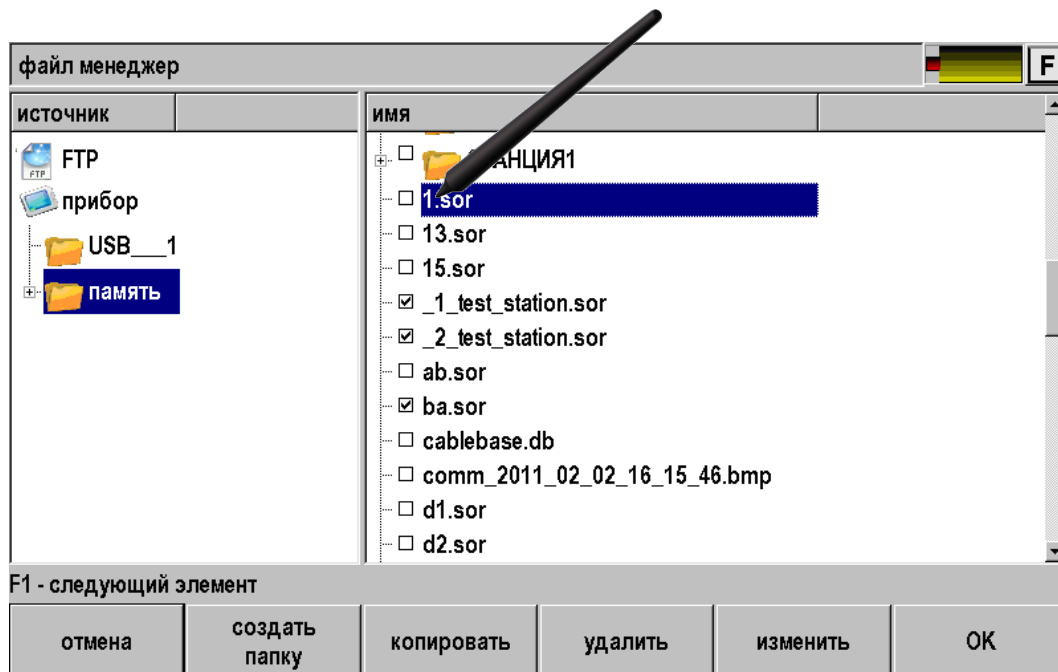 файл менеджер
F
источник
имя
FTP
FTP
прибор
USB___1
память
1.sor
13.sor
15.sor
_1_test_station.sor
_2_test_station.sor
ab.sor
ba.sor
cablebase.db
comm_2011_02_02_16_15_46.bmp
d1.sor
d2.sor
F1 - следующий элемент
отмена
создать
папку
копировать
удалить
изменить
OK